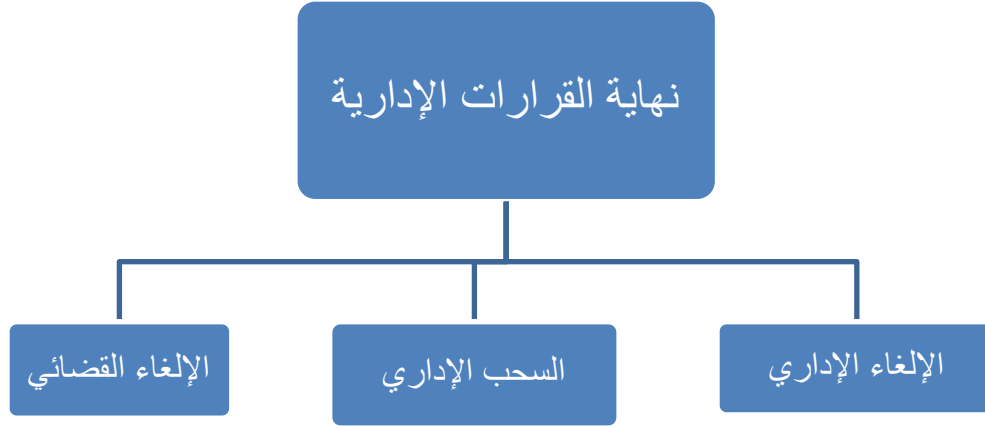 نهاية القرارات الإدارية
الإلغاء الإداري
السحب الإداري
الإلغاء القضائي